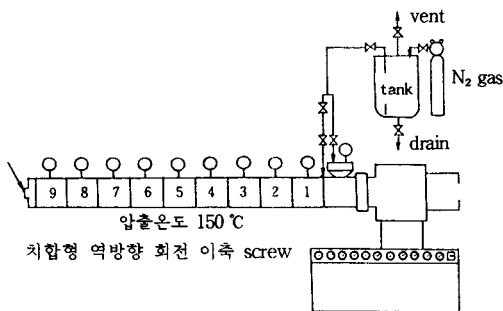 vent
N₂ gas
tank
drain
9 8 7 6 5 4 3 2 1
압출온도 150 ℃
치합형 역방향 회전 이축 screw